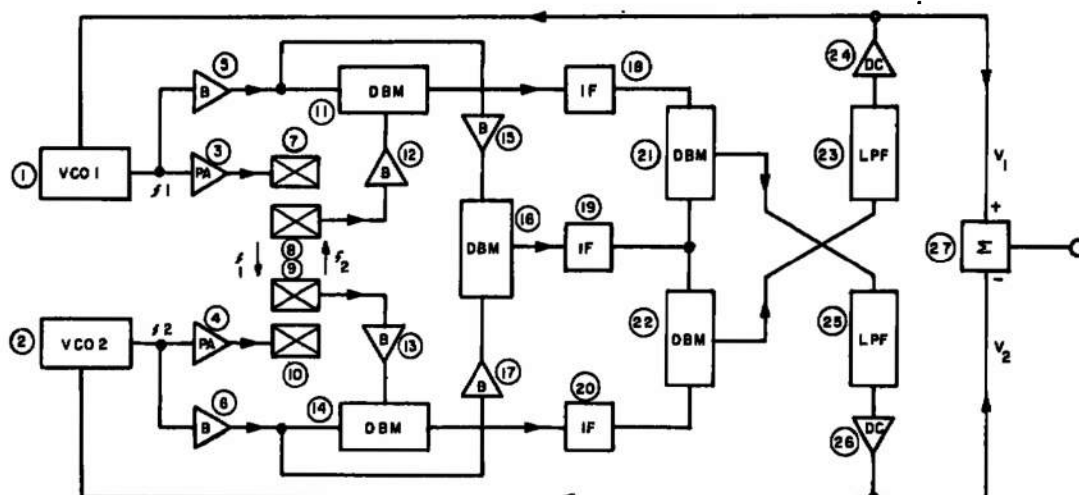 5 B 11 DBM 18 IF 24 DC
7 12 B B 15 21 DBM 23 LPF V1
1 VCO 1 f1 3 PA
16 DBM 19 IF 27 Σ + -
8 9 f1 f2
2 VCO 2 f2 4 PA 10
13 B 17 B 22 DBM 25 LPF V2
6 B 14 DBM 20 IF 26 DC